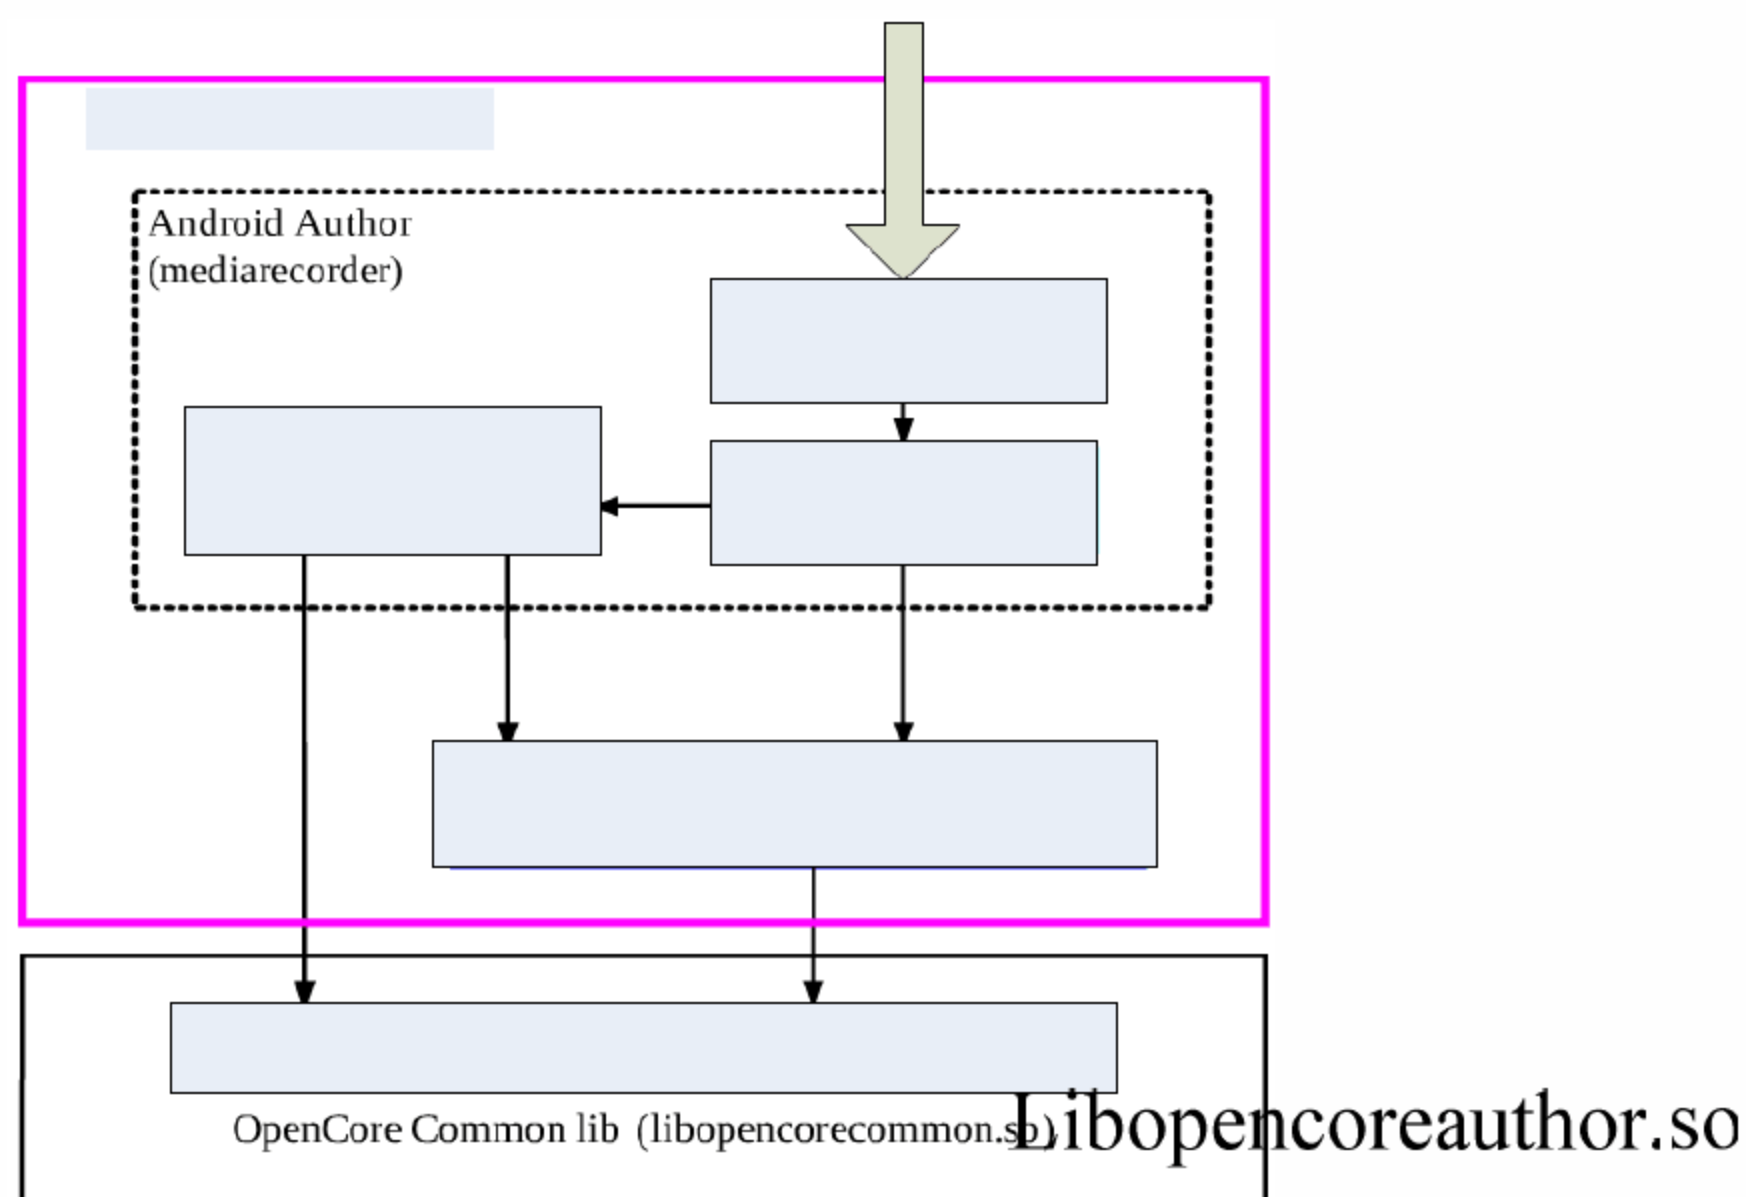 Android Author
(mediarecorder)
OpenCore Common lib (libopencorecommon.so)
Libopencoreauthor.so